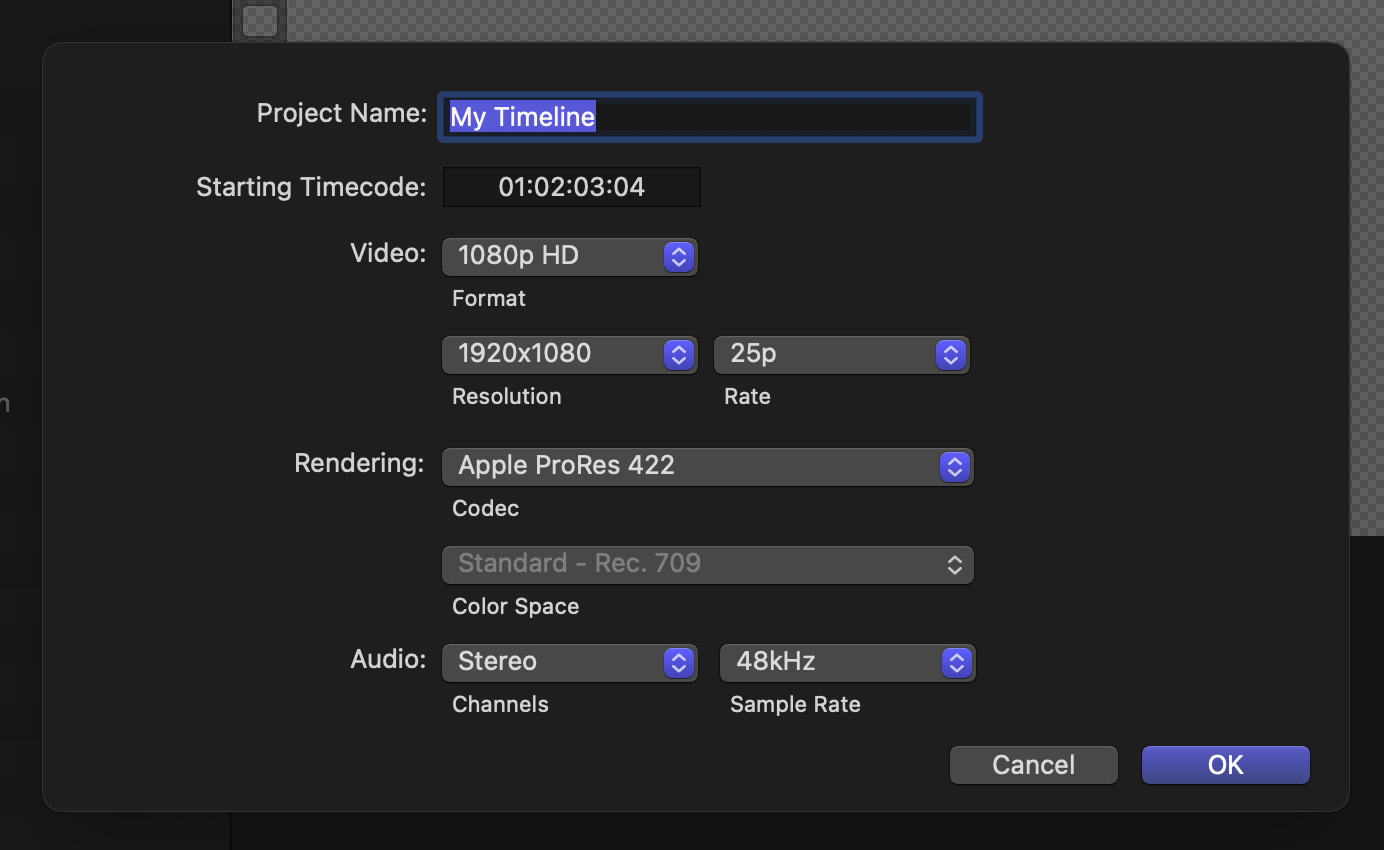 Project Name: My Timeline
Starting Timecode: 01:02:03:04
Video: 1080p HD
Format
1920x1080 25p
Resolution Rate
Rendering: Apple ProRes 422
Codec
Standard - Rec. 709
Color Space
Audio: Stereo 48kHz
Channels Sample Rate
Cancel OK